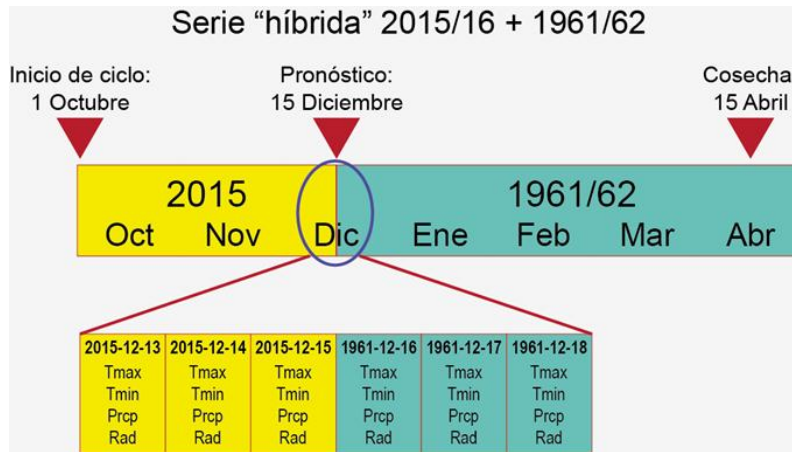 Serie “híbrida” 2015/16 + 1961/62
Inicio de ciclo:
1 Octubre
Pronóstico:
15 Diciembre
Cosecha
15 Abril
2015
1961/62
Oct Nov Dic Ene Feb Mar Abr
2015-12-13 2015-12-14 2015-12-15 1961-12-16 1961-12-17 1961-12-18
Tmax Tmax Tmax Tmax Tmax Tmax
Tmin Tmin Tmin Tmin Tmin Tmin
Prcp Prcp Prcp Prcp Prcp Prcp
Rad Rad Rad Rad Rad Rad